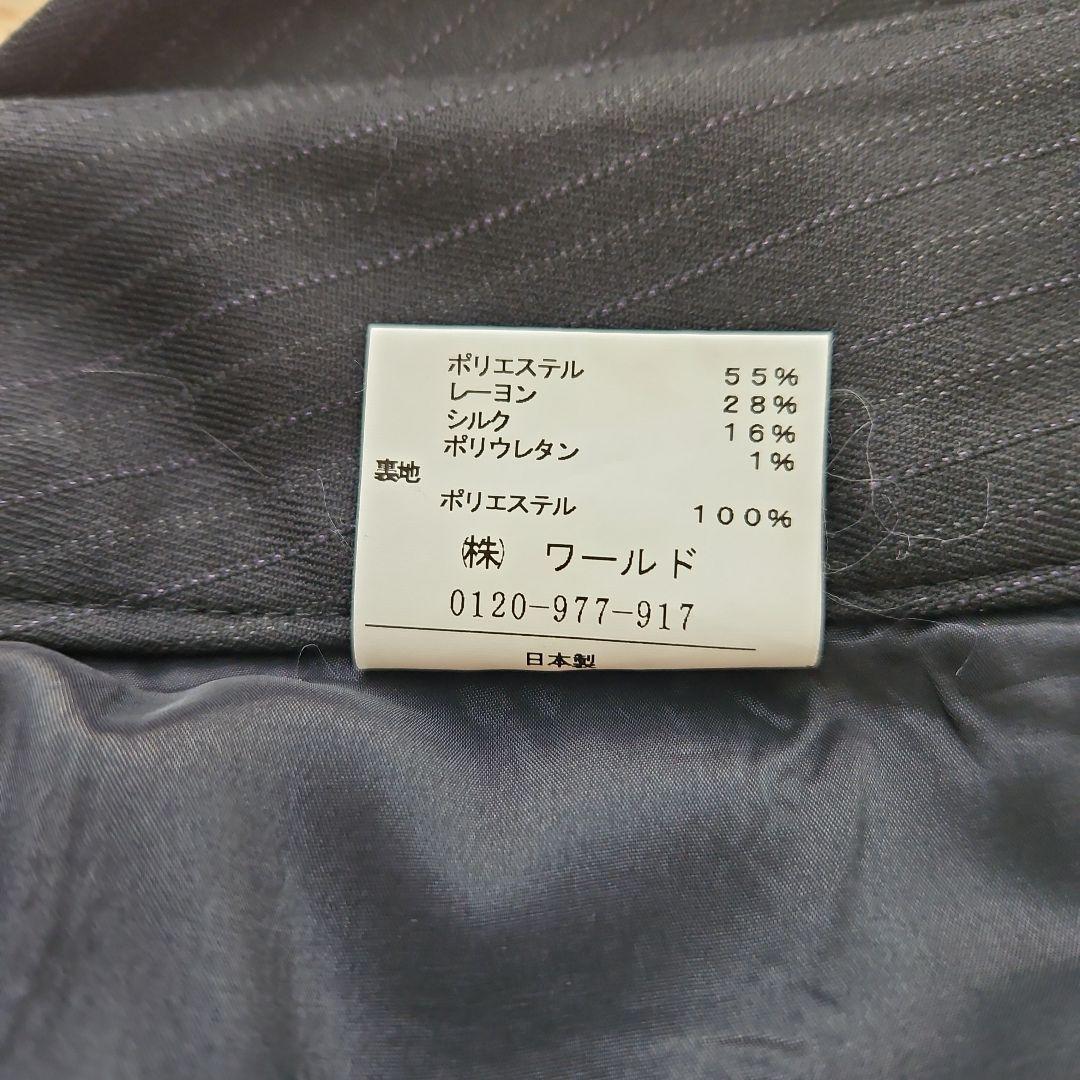 ポリエステル 55%
レーヨン 28%
シルク 16%
ポリウレタン 1%
裏地
ポリエステル 100%
㈱ ワールド
0120-977-917
日本製